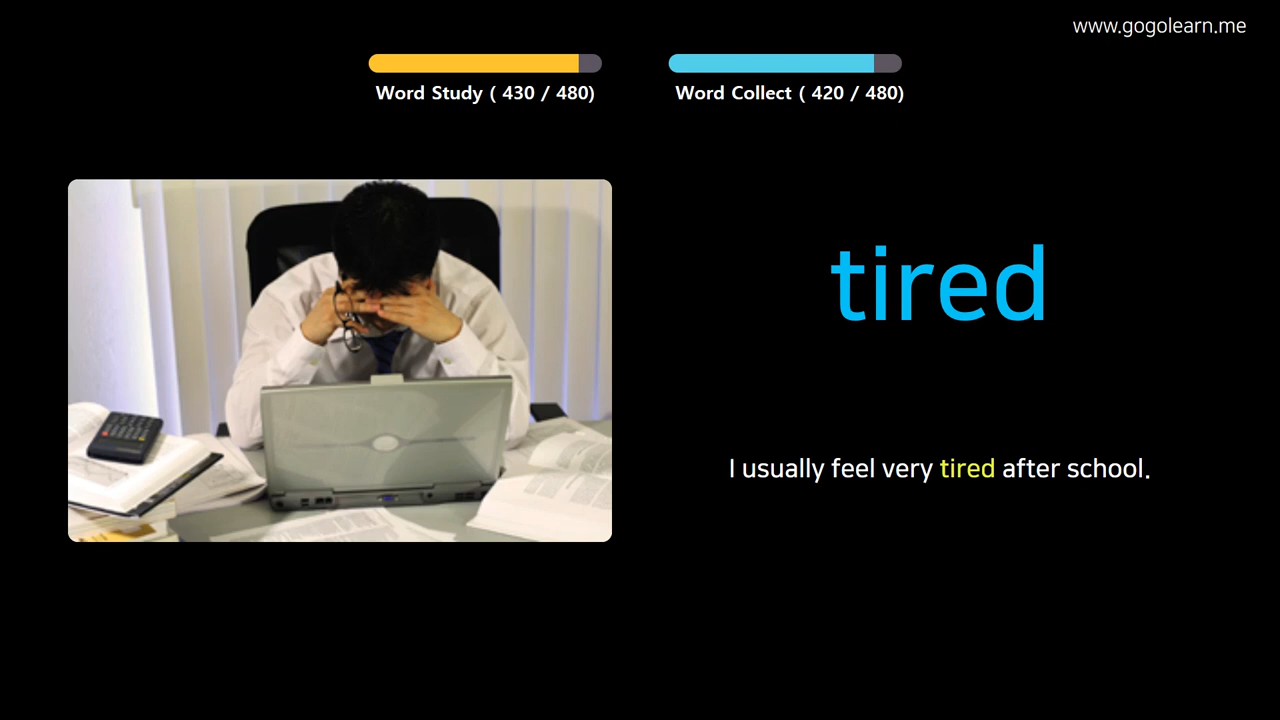 www.gogolearn.me
Word Study ( 430 / 480)
Word Collect ( 420 / 480)
tired
I usually feel very tired after school.